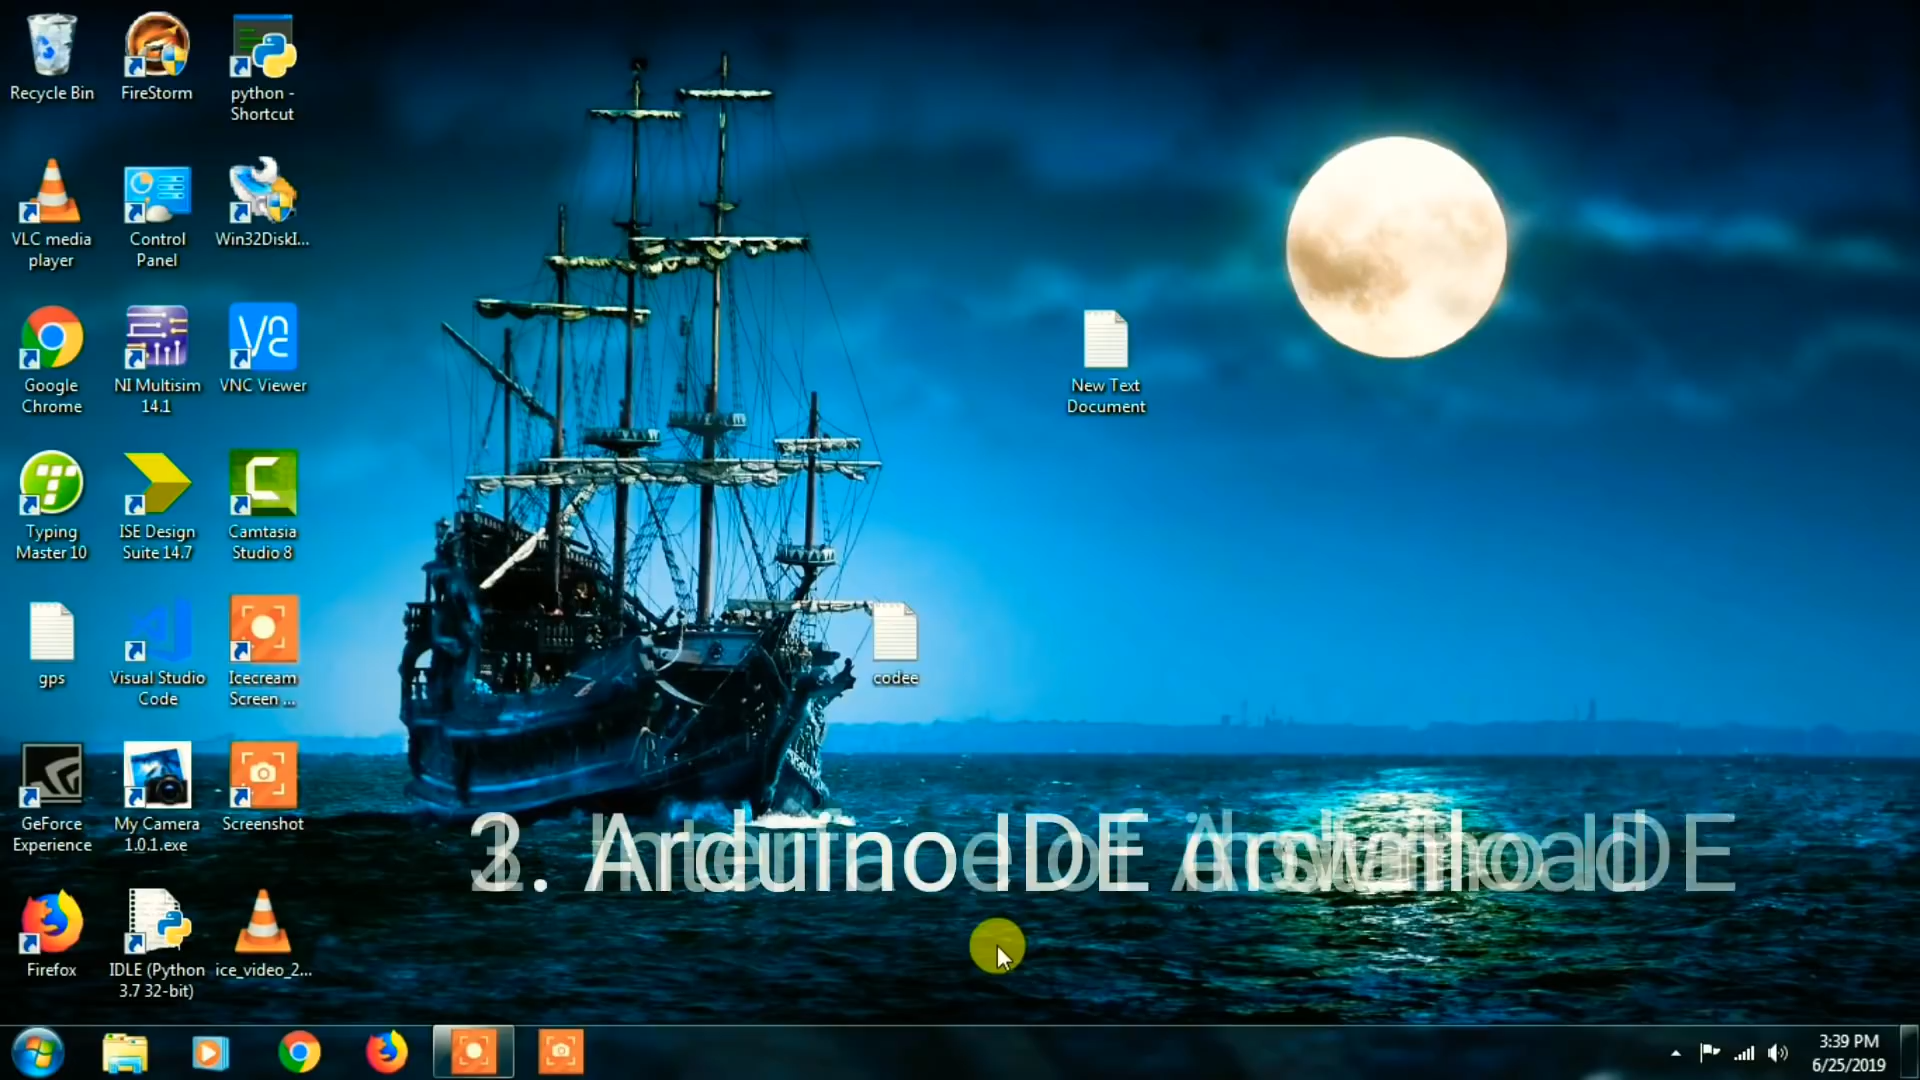 Recycle Bin
FireStorm
python -
Shortcut
VLC media
player
Control
Panel
Win32DiskI...
Google
Chrome
NI Multisim
14.1
VNC Viewer
New Text
Document
Typing
Master 10
ISE Design
Suite 14.7
Camtasia
Studio 8
gps
Visual Studio
Code
Icecream
Screen ...
codee
GeForce
Experience
My Camera
1.0.1.exe
Screenshot
Arduino IDE
Firefox
IDLE (Python
3.7 32-bit)
ice_video_2...
3:39 PM
6/25/2019